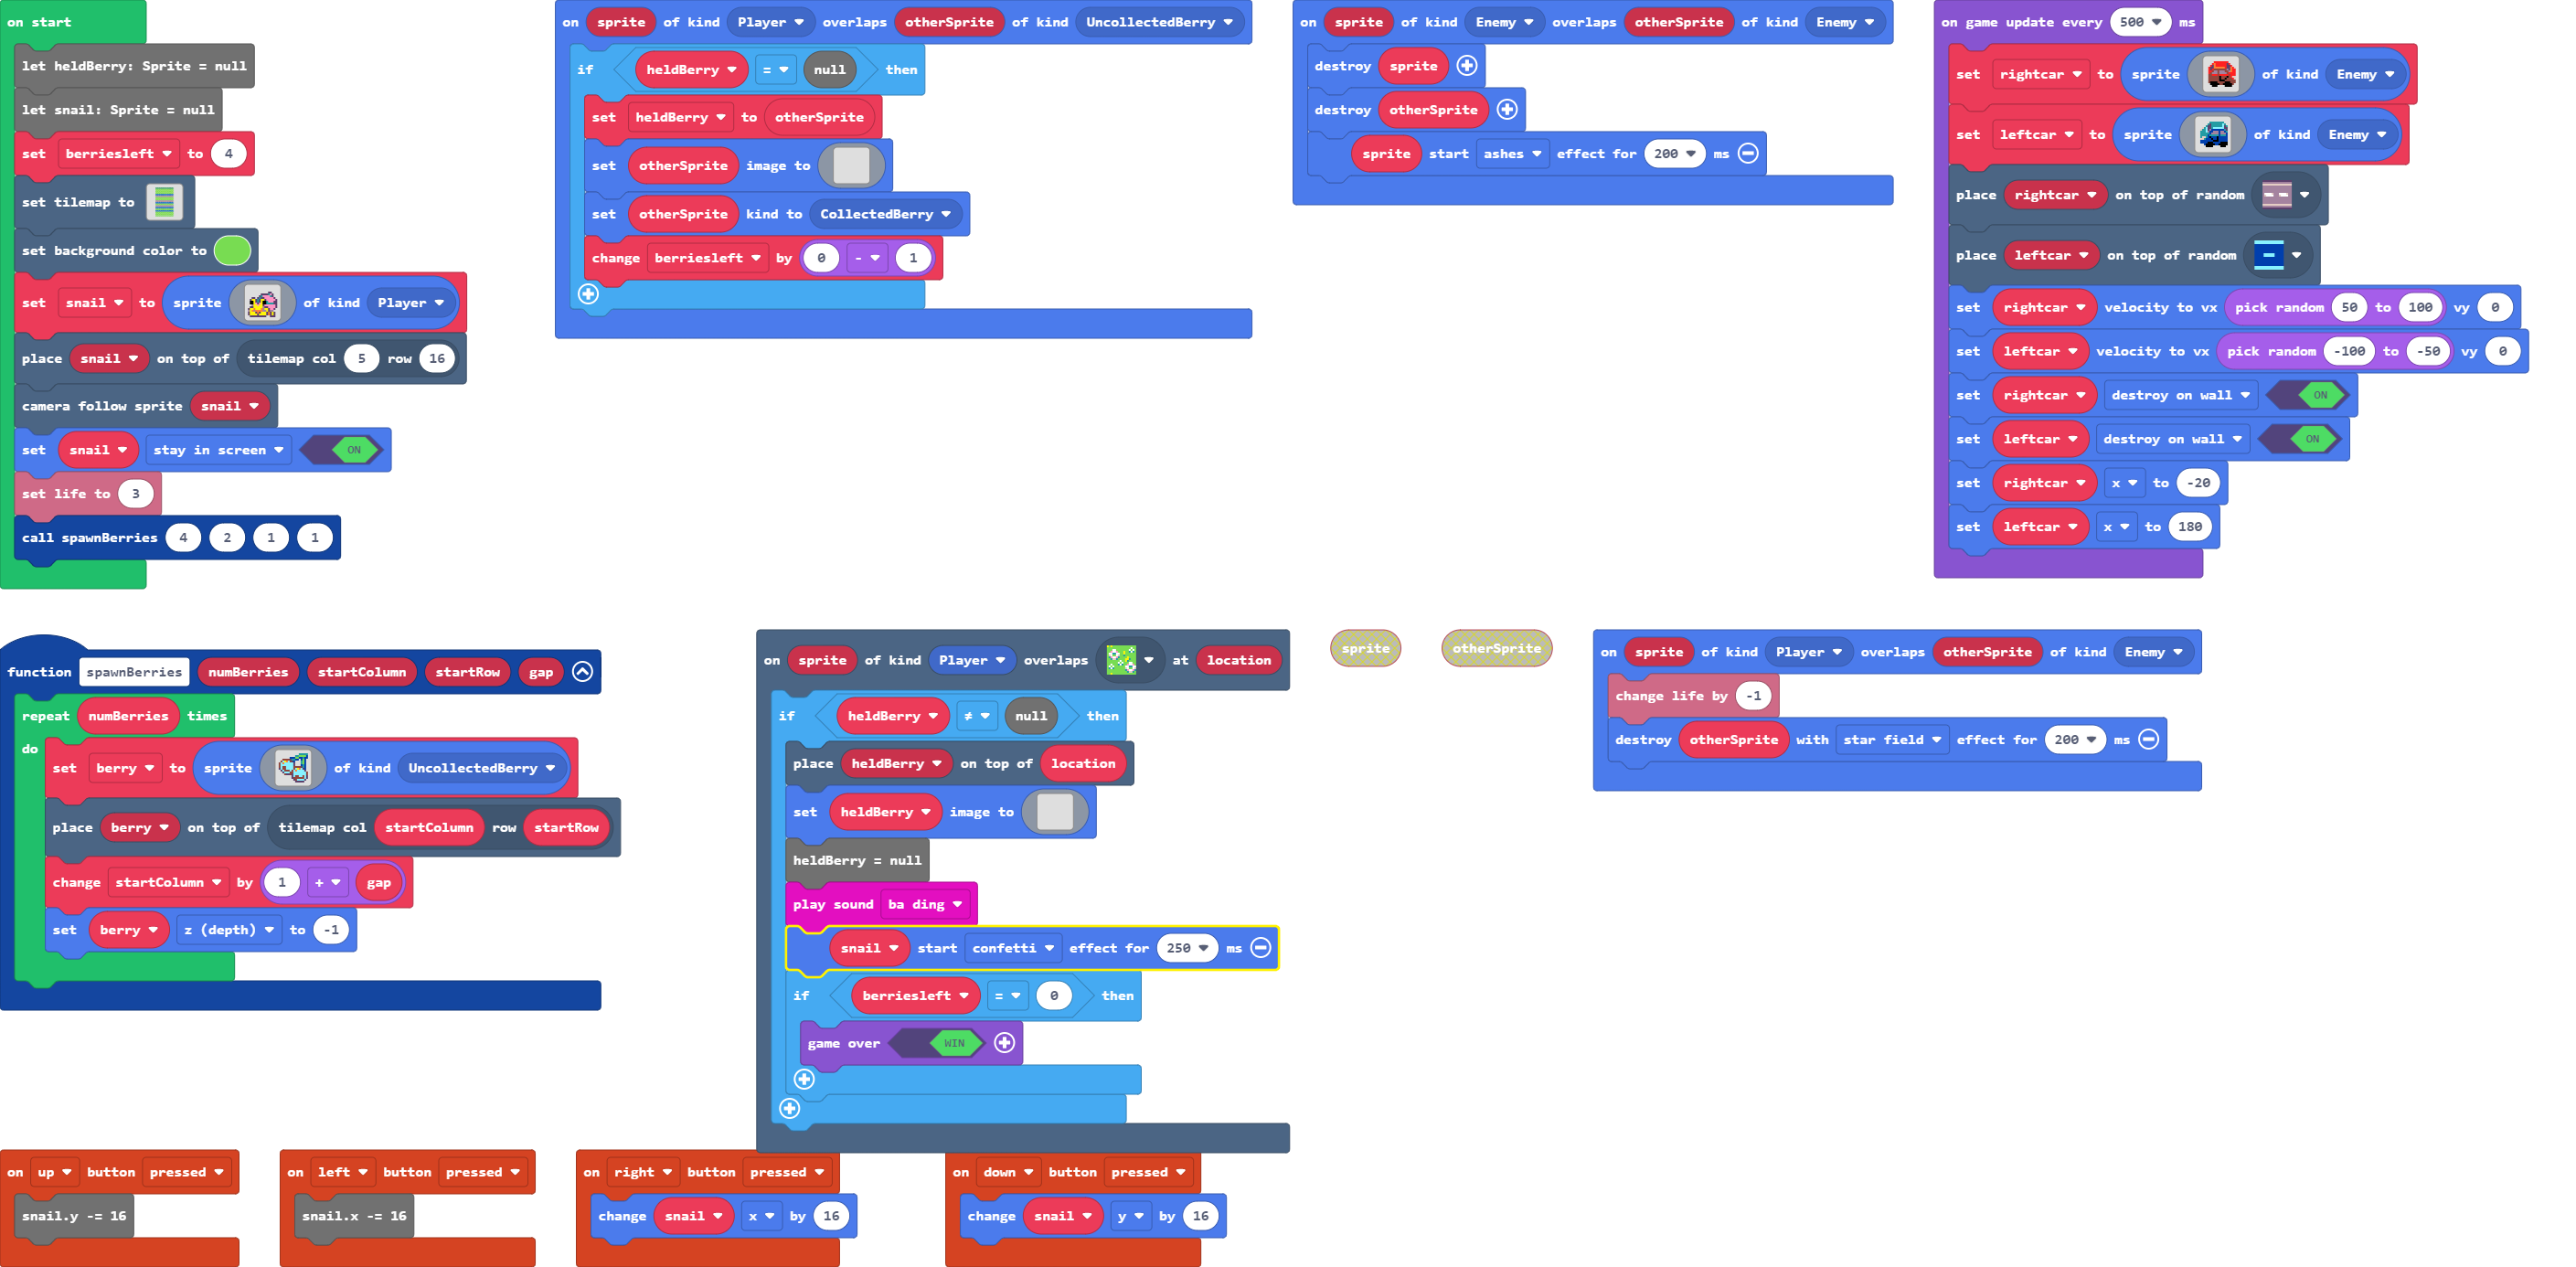 on start
let heldBerry: Sprite = null
let snail: Sprite = null
set berriesleft to 4
set tilemap to
set background color to
set snail to sprite of kind Player
place snail on top of tilemap col 5 row 16
camera follow sprite snail
set snail stay in screen ON
set life to 3
call spawnBerries 4 2 1 1
on sprite of kind Player overlaps otherSprite of kind UncollectedBerry
if heldBerry = null then
set heldBerry to otherSprite
set otherSprite image to
set otherSprite kind to CollectedBerry
change berriesleft by 0 - 1
on sprite of kind Enemy overlaps otherSprite of kind Enemy
destroy sprite
destroy otherSprite
sprite start ashes effect for 200 ms
on game update every 500 ms
set rightcar to sprite of kind Enemy
set leftcar to sprite of kind Enemy
place rightcar on top of random
place leftcar on top of random
set rightcar velocity to vx pick random 50 to 100 vy 0
set leftcar velocity to vx pick random -100 to -50 vy 0
set rightcar destroy on wall ON
set leftcar destroy on wall ON
set rightcar x to -20
set leftcar x to 180
function spawnBerries numBerries startColumn startRow gap
repeat numBerries times
do
set berry to sprite of kind UncollectedBerry
place berry on top of tilemap col startColumn row startRow
change startColumn by 1 + gap
set berry z (depth) to -1
on sprite of kind Player overlaps at location
if heldBerry ≠ null then
place heldBerry on top of location
set heldBerry image to
heldBerry = null
play sound ba ding
snail start confetti effect for 250 ms
if berriesleft = 0 then
game over WIN
sprite
otherSprite
on sprite of kind Player overlaps otherSprite of kind Enemy
change life by -1
destroy otherSprite with star field effect for 200 ms
on up button pressed
snail.y -= 16
on left button pressed
snail.x -= 16
on right button pressed
change snail x by 16
on down button pressed
change snail y by 16